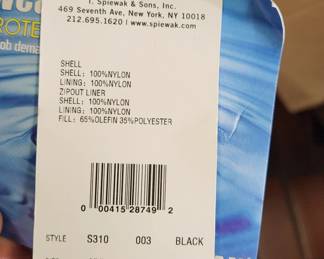 T. Spiewak & Sons, Inc.
469 Seventh Ave, New York, NY 10018
212.695.1620 | www.spiewak.com
SHELL
SHELL: 100%NYLON
LINING: 100%NYLON
ZIPOUT LINER
SHELL: 100%NYLON
LINING: 100%NYLON
FILL: 65%OLEFIN 35%POLYESTER
0 00415 28749 2
STYLE S310 003 BLACK